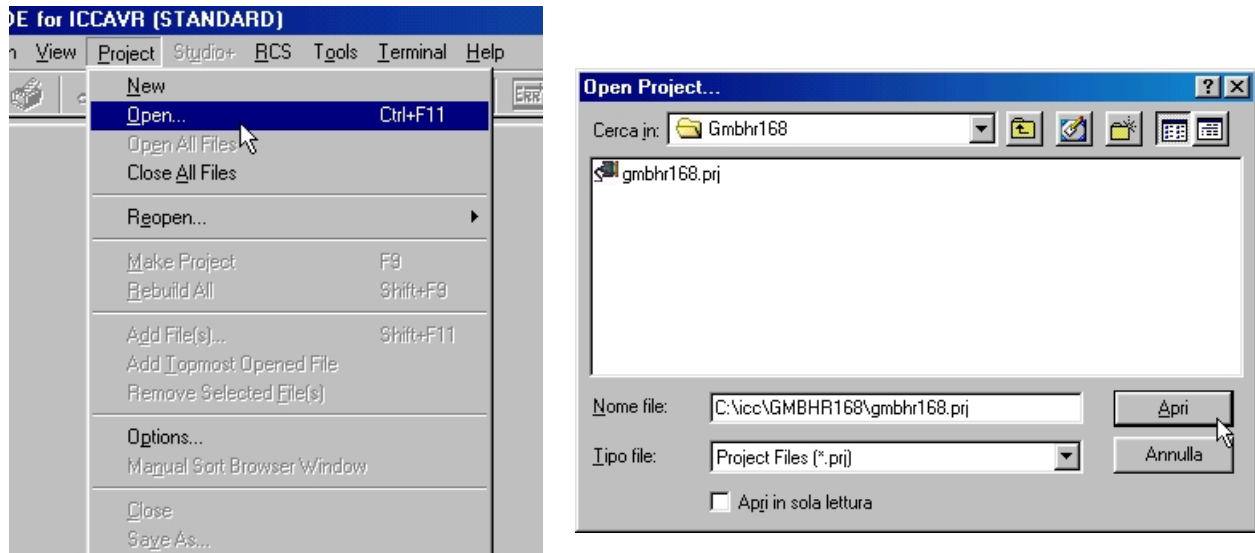 DE for ICCAVR (STANDARD)
View Project Studio+ RCS Tools Terminal Help
New
Open... Ctrl+F11
Open All Files
Close All Files
Reopen...
Make Project F9
Rebuild All Shift+F9
Add File(s)... Shift+F11
Add Topmost Opened File
Remove Selected File(s)
Options...
Manual Sort Browser Window
Close
Save As...
Open Project...
Cerca in: Gmbhr168
gmbhr168.prj
Nome file: C:\icc\GMBHR168\gmbhr168.prj Apri
Tipo file: Project Files (*.prj) Annulla
Apri in sola lettura